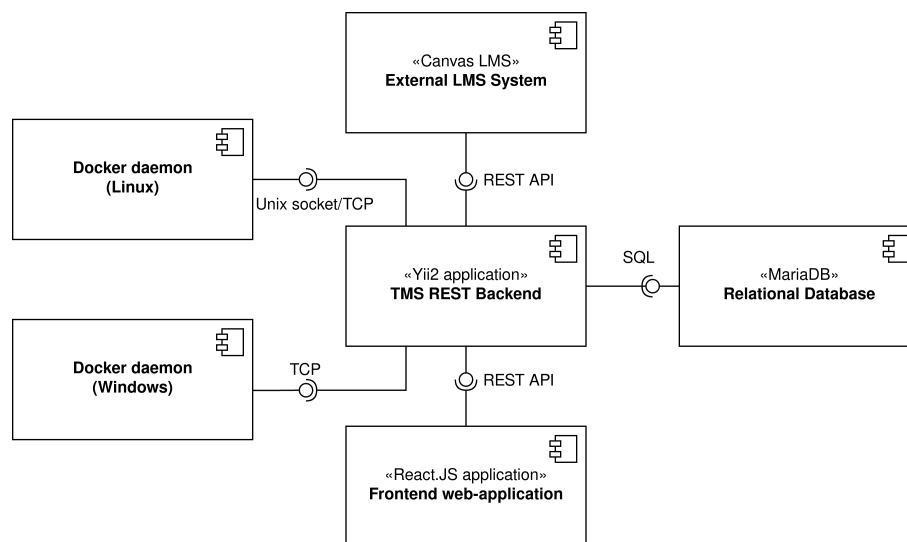 «Canvas LMS»
External LMS System
Docker daemon
(Linux)
Unix socket/TCP
REST API
«Yii2 application»
TMS REST Backend
SQL
«MariaDB»
Relational Database
Docker daemon
(Windows)
TCP
REST API
«React.JS application»
Frontend web-application